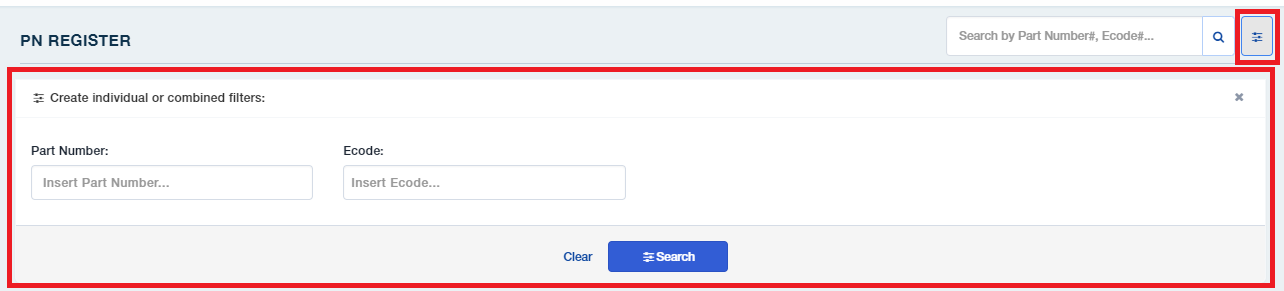 PN REGISTER
Search by Part Number#, Ecode#...
Create individual or combined filters:
Part Number:
Ecode:
Insert Part Number...
Insert Ecode...
Clear
Search